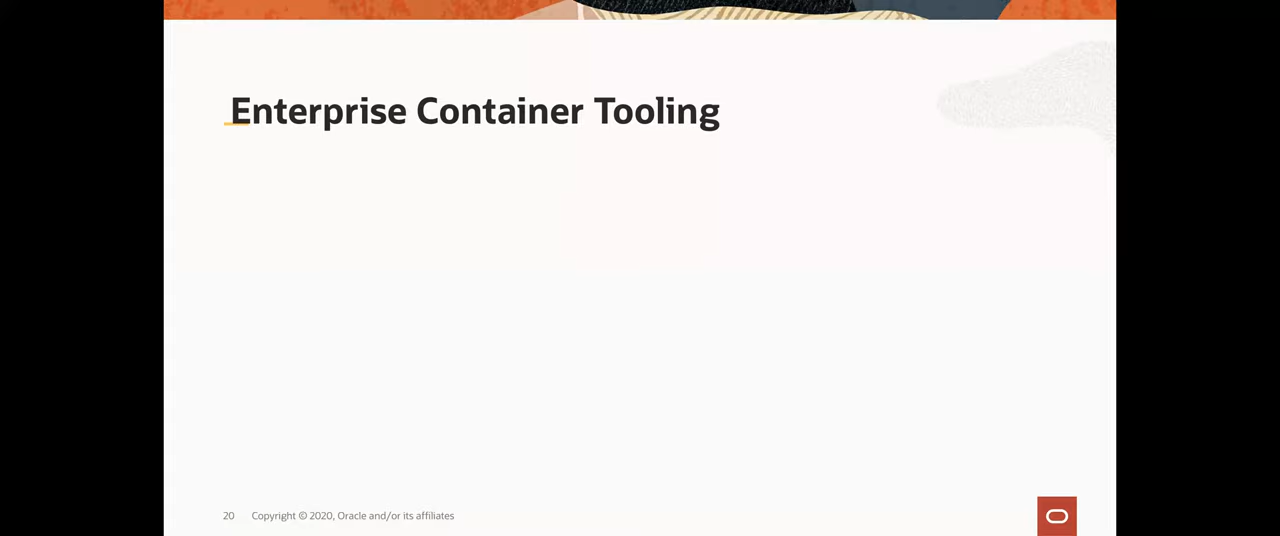 Enterprise Container Tooling
20 Copyright © 2020, Oracle and/or its affiliates